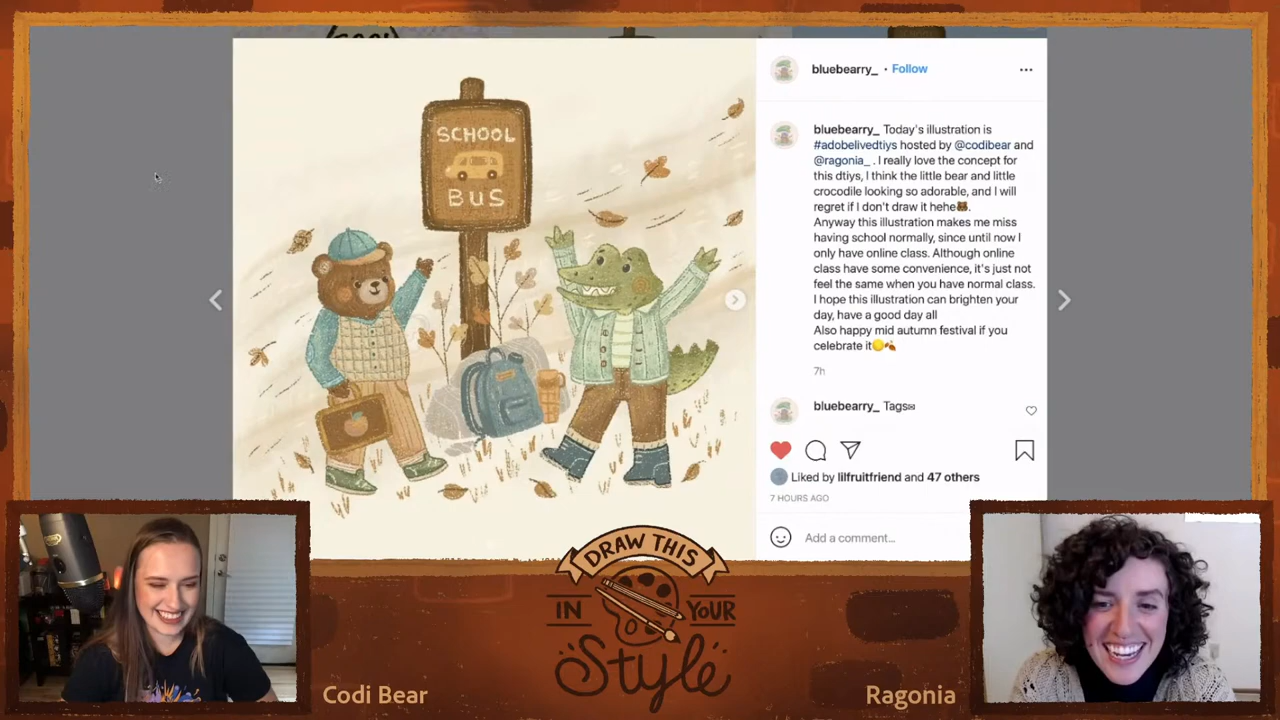 SCHOOL
BUS
bluebearry_ • Follow
bluebearry_ Today's illustration is
#adobelivedtiys hosted by @codibear and
@ragonia_ . I really love the concept for
this dtiys, I think the little bear and little
crocodile looking so adorable, and I will
regret if I don't draw it hehe🐻.
Anyway this illustration makes me miss
having school normally, since until now I
only have online class. Although online
class have some convenience, it's just not
feel the same when you have normal class.
I hope this illustration can brighten your
day, have a good day all
Also happy mid autumn festival if you
celebrate it🌕🍂
7h
bluebearry_ Tags✉
Liked by lilfruitfriend and 47 others
7 HOURS AGO
Add a comment...
DRAW THIS
IN YOUR
Style
Codi Bear
Ragonia